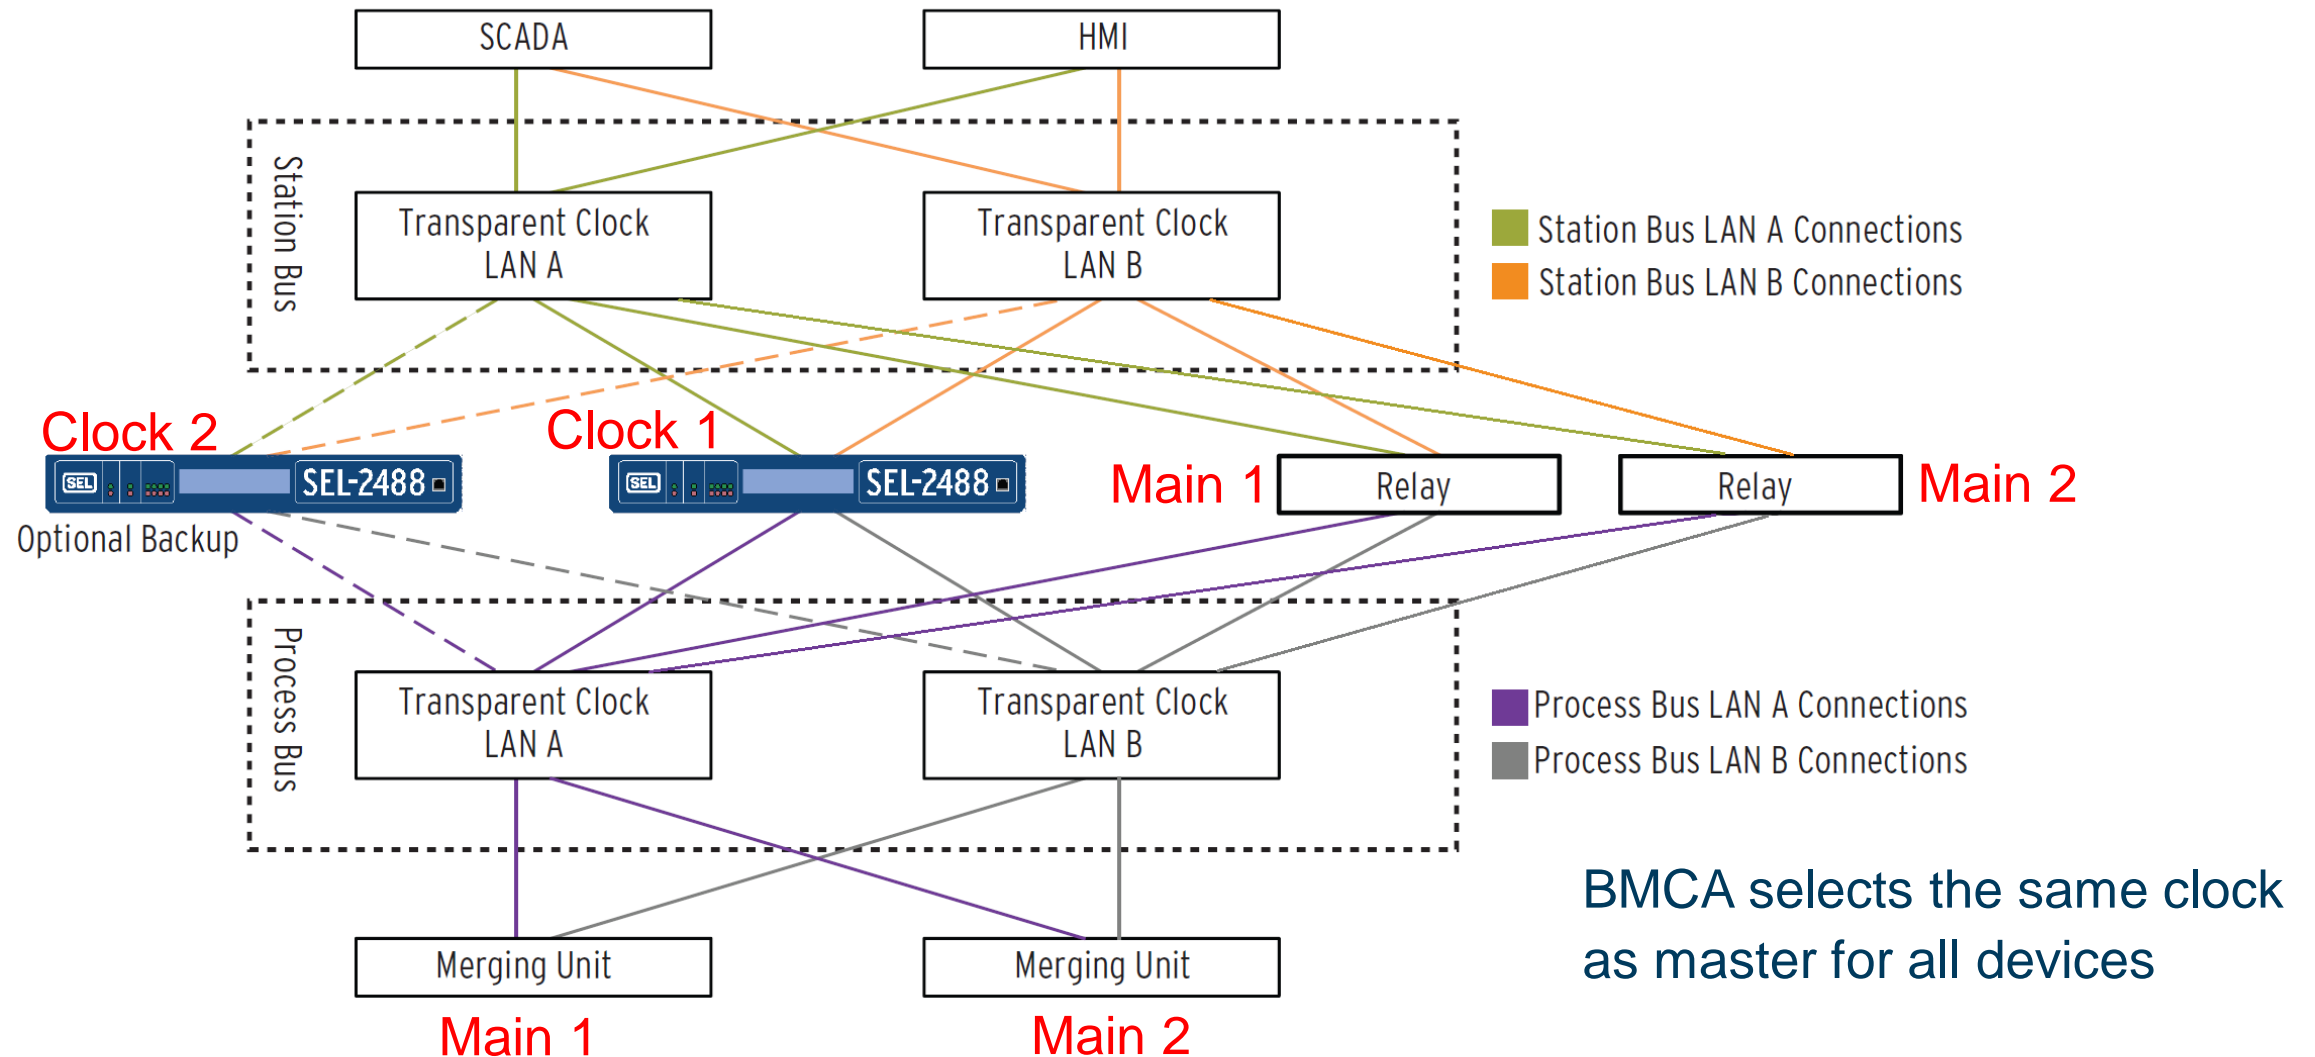 SCADA
HMI
Station Bus
Transparent Clock
LAN A
Transparent Clock
LAN B
Station Bus LAN A Connections
Station Bus LAN B Connections
Clock 2
Clock 1
SEL
SEL-2488
SEL
SEL-2488
Main 1
Relay
Relay
Main 2
Optional Backup
Process Bus
Transparent Clock
LAN A
Transparent Clock
LAN B
Process Bus LAN A Connections
Process Bus LAN B Connections
BMCA selects the same clock
as master for all devices
Merging Unit
Merging Unit
Main 1
Main 2